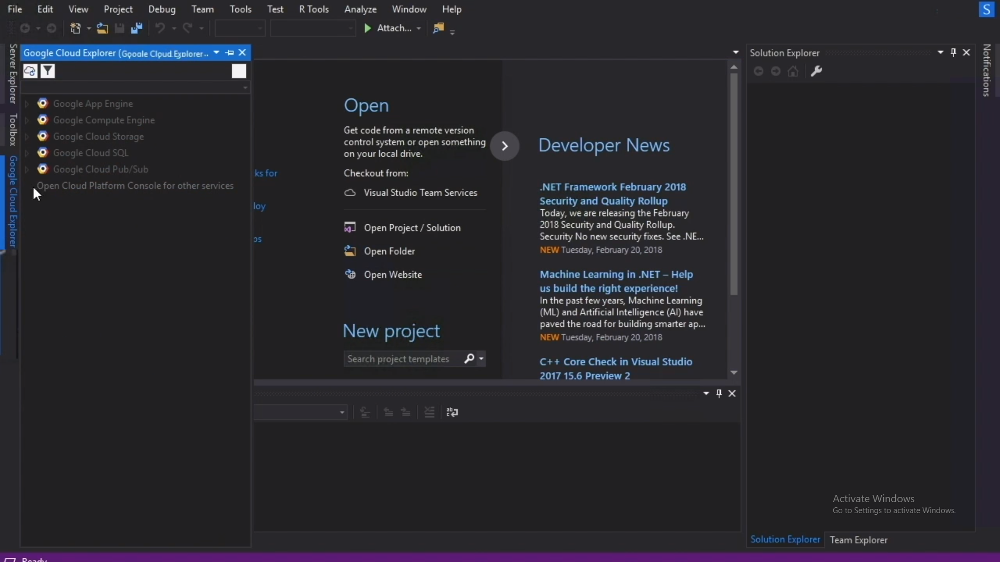 File Edit View Project Debug Team Tools Test R Tools Analyze Window Help
S
Attach...
Server Explorer
Toolbox
Google Cloud Explorer
Google Cloud Explorer (Google Cloud Explorer...
Google App Engine
Google Compute Engine
Google Cloud Storage
Google Cloud SQL
Google Cloud Pub/Sub
Open Cloud Platform Console for other services
ks for
loy
os
Open
Get code from a remote version
control system or open something
on your local drive.
Checkout from:
Visual Studio Team Services
Open Project / Solution
Open Folder
Open Website
New project
Search project templates
Developer News
.NET Framework February 2018
Security and Quality Rollup
Today, we are releasing the February
2018 Security and Quality Rollup.
Security No new security fixes. See .NE...
NEW Tuesday, February 20, 2018
Machine Learning in .NET – Help
us build the right experience!
In the past few years, Machine Learning
(ML) and Artificial Intelligence (AI) have
paved the road for building smarter ap...
NEW Tuesday, February 20, 2018
C++ Core Check in Visual Studio
2017 15.6 Preview 2
Solution Explorer
Notifications
Activate Windows
Go to Settings to activate Windows.
Solution Explorer Team Explorer
Ready